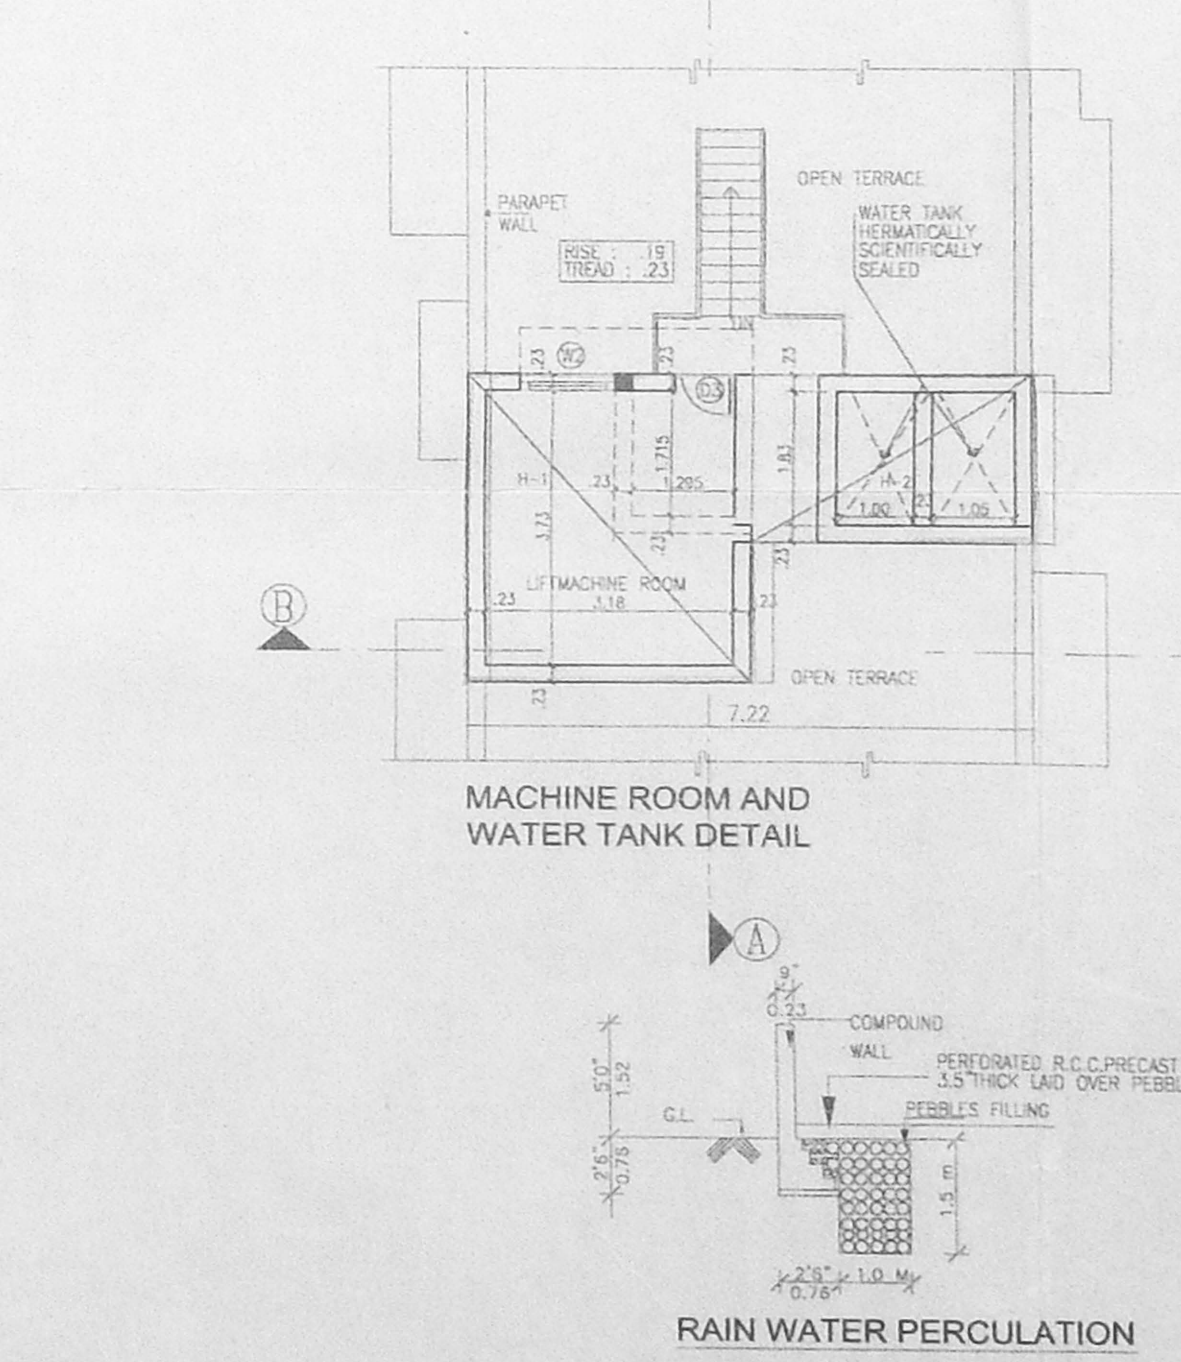 OPEN TERRACE
PARAPET
WALL
WATER TANK
HERMATICALLY
SCIENTIFICALLY
SEALED
RISE : .19
TREAD : .23
DN
.23
W2
.23
D3
.23
1.715
1.83
H-1
.23
1.295
H-2
1.00
.23
1.05
3.73
.23
.23
LIFTMACHINE ROOM
.23
3.18
.23
B
OPEN TERRACE
.23
7.22
MACHINE ROOM AND
WATER TANK DETAIL
A
9"
0.23
COMPOUND
WALL
5'0"
1.52
PERFORATED R.C.C.PRECAST
3.5"THICK LAID OVER PEBBL
G.L.
PEBBLES FILLING
2'6"
0.76
1.5 m
2'6"
0.76
1.0 M
RAIN WATER PERCULATION